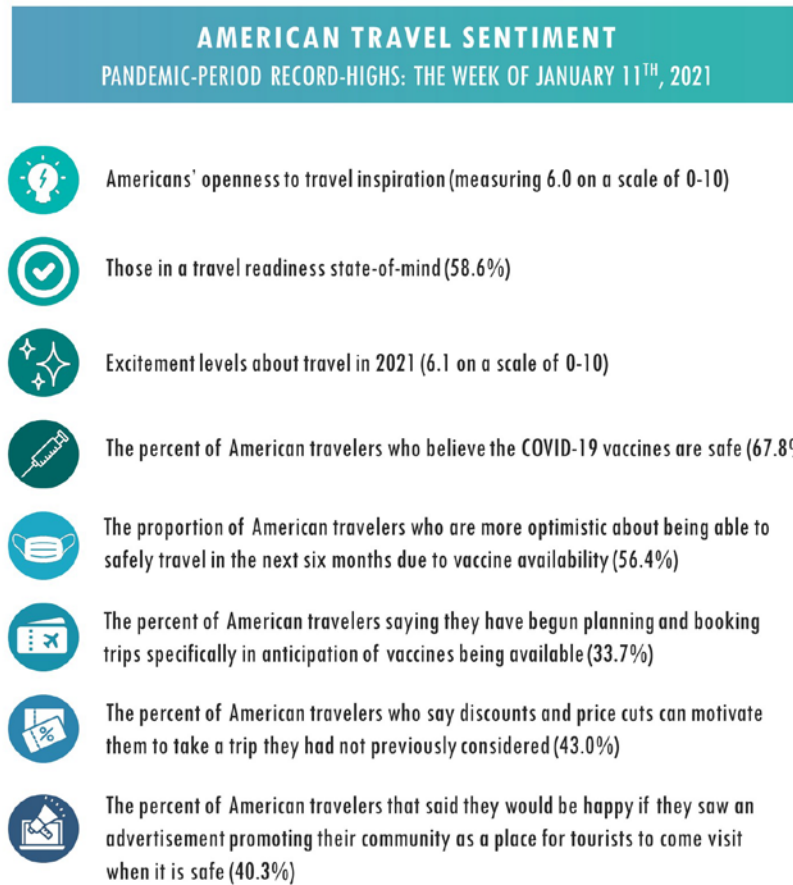 AMERICAN TRAVEL SENTIMENT
PANDEMIC-PERIOD RECORD-HIGHS: THE WEEK OF JANUARY 11TH, 2021
Americans' openness to travel inspiration (measuring 6.0 on a scale of 0-10)
Those in a travel readiness state-of-mind (58.6%)
Excitement levels about travel in 2021 (6.1 on a scale of 0-10)
The percent of American travelers who believe the COVID-19 vaccines are safe (67.8%
The proportion of American travelers who are more optimistic about being able to
safely travel in the next six months due to vaccine availability (56.4%)
The percent of American travelers saying they have begun planning and booking
trips specifically in anticipation of vaccines being available (33.7%)
The percent of American travelers who say discounts and price cuts can motivate
them to take a trip they had not previously considered (43.0%)
%
The percent of American travelers that said they would be happy if they saw an
advertisement promoting their community as a place for tourists to come visit
when it is safe (40.3%)